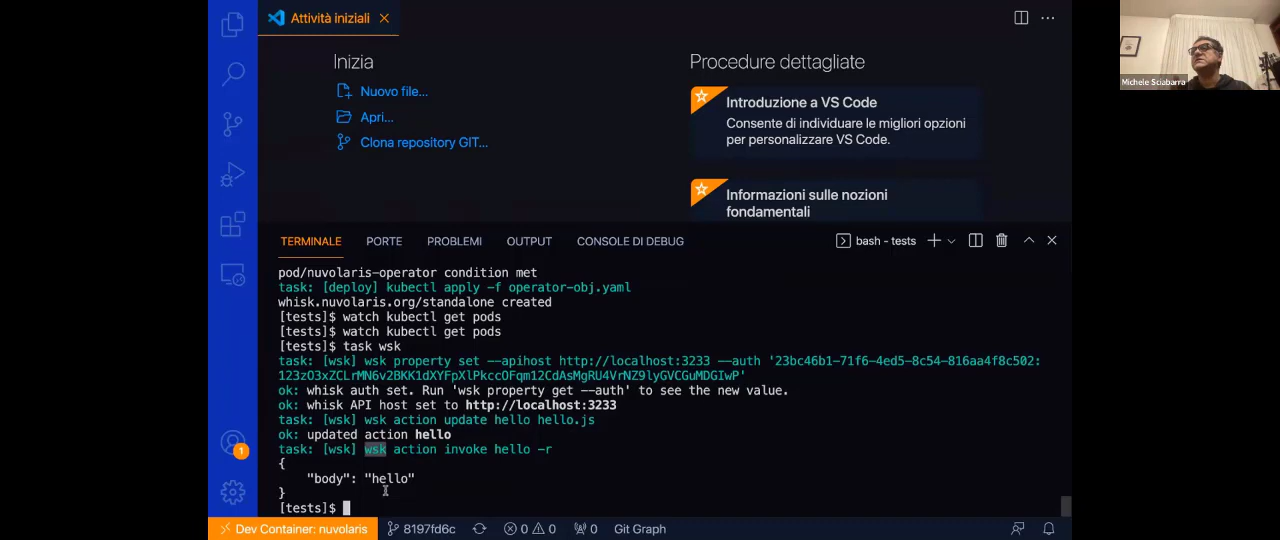 Attività iniziali
Michele Sciabarra
Inizia
Nuovo file...
Apri...
Clona repository GIT...
Procedure dettagliate
Introduzione a VS Code
Consente di individuare le migliori opzioni
per personalizzare VS Code.
Informazioni sulle nozioni
fondamentali
TERMINALE PORTE PROBLEMI OUTPUT CONSOLE DI DEBUG bash - tests
pod/nuvolaris-operator condition met
task: [deploy] kubectl apply -f operator-obj.yaml
whisk.nuvolaris.org/standalone created
[tests]$ watch kubectl get pods
[tests]$ watch kubectl get pods
[tests]$ task wsk
task: [wsk] wsk property set --apihost http://localhost:3233 --auth '23bc46b1-71f6-4ed5-8c54-816aa4f8c502:
123zO3xZCLrMN6v2BKK1dXYFpXlPkccOFqm12CdAsMgRU4VrNZ9lyGVCGuMDGIwP'
ok: whisk auth set. Run 'wsk property get --auth' to see the new value.
ok: whisk API host set to http://localhost:3233
task: [wsk] wsk action update hello hello.js
ok: updated action hello
task: [wsk] wsk action invoke hello -r
{
"body": "hello"
}
[tests]$
1
Dev Container: nuvolaris 8197fd6c 0 0 0 Git Graph